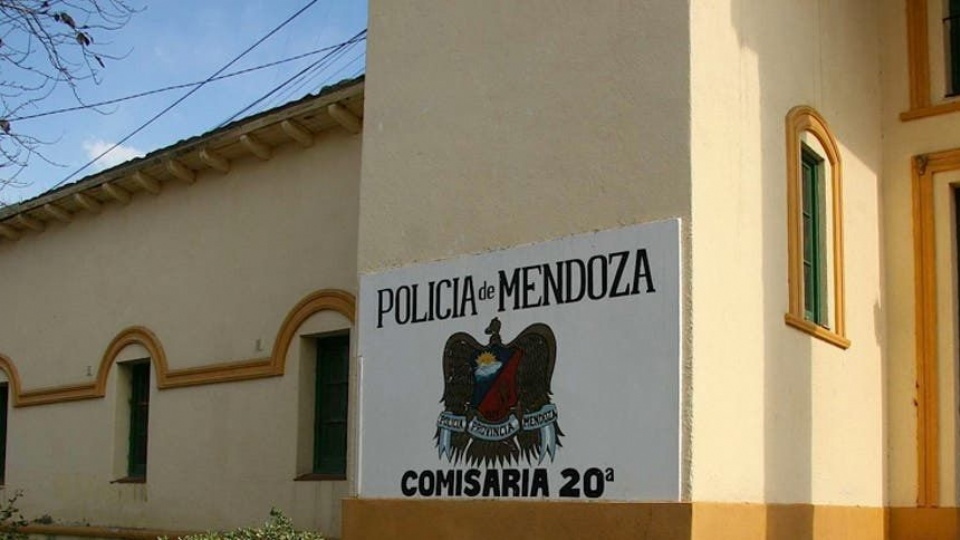 POLICIA de MENDOZA
POLICIA PROVINCIA MENDOZA
COMISARIA 20ª